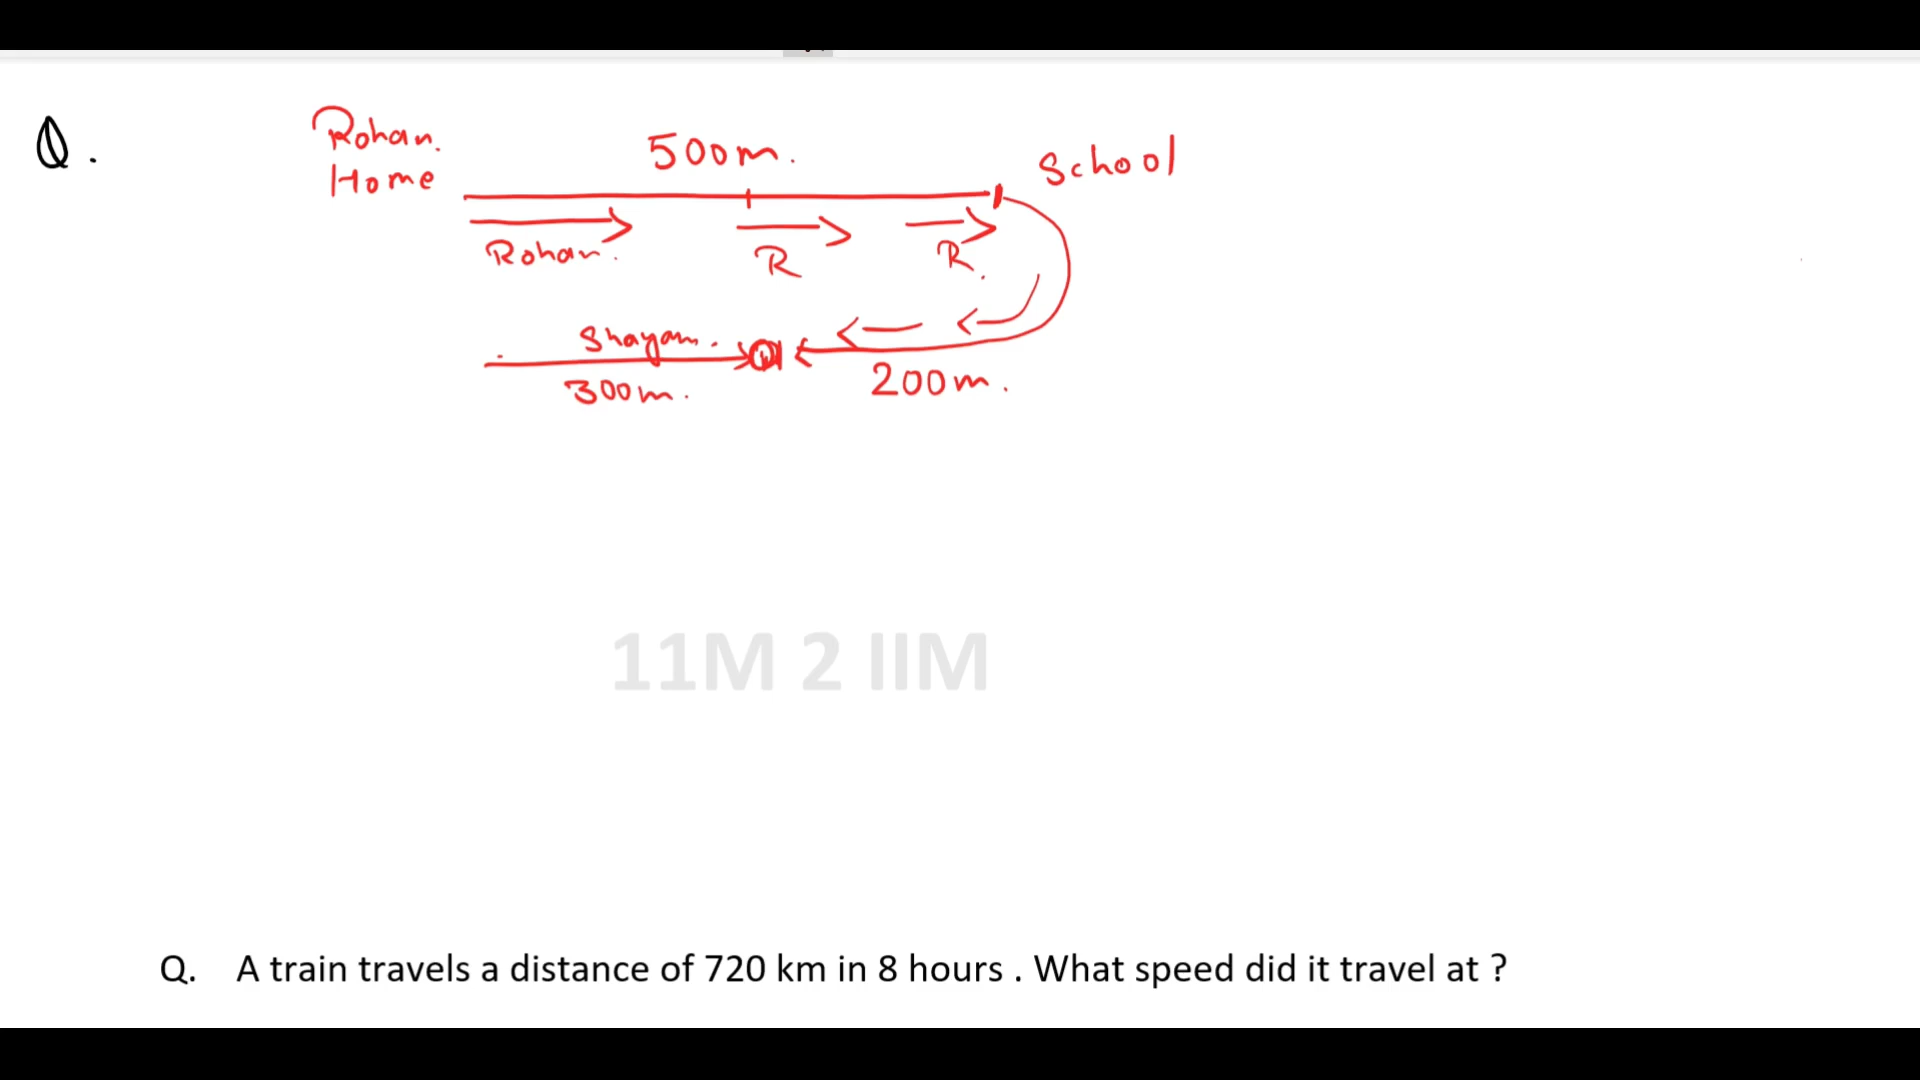 Q.
Rohan.
Home
500m.
School
Rohan.
R
R.
Shayam.
300m.
200m.
11M 2 IIM
Q. A train travels a distance of 720 km in 8 hours . What speed did it travel at ?